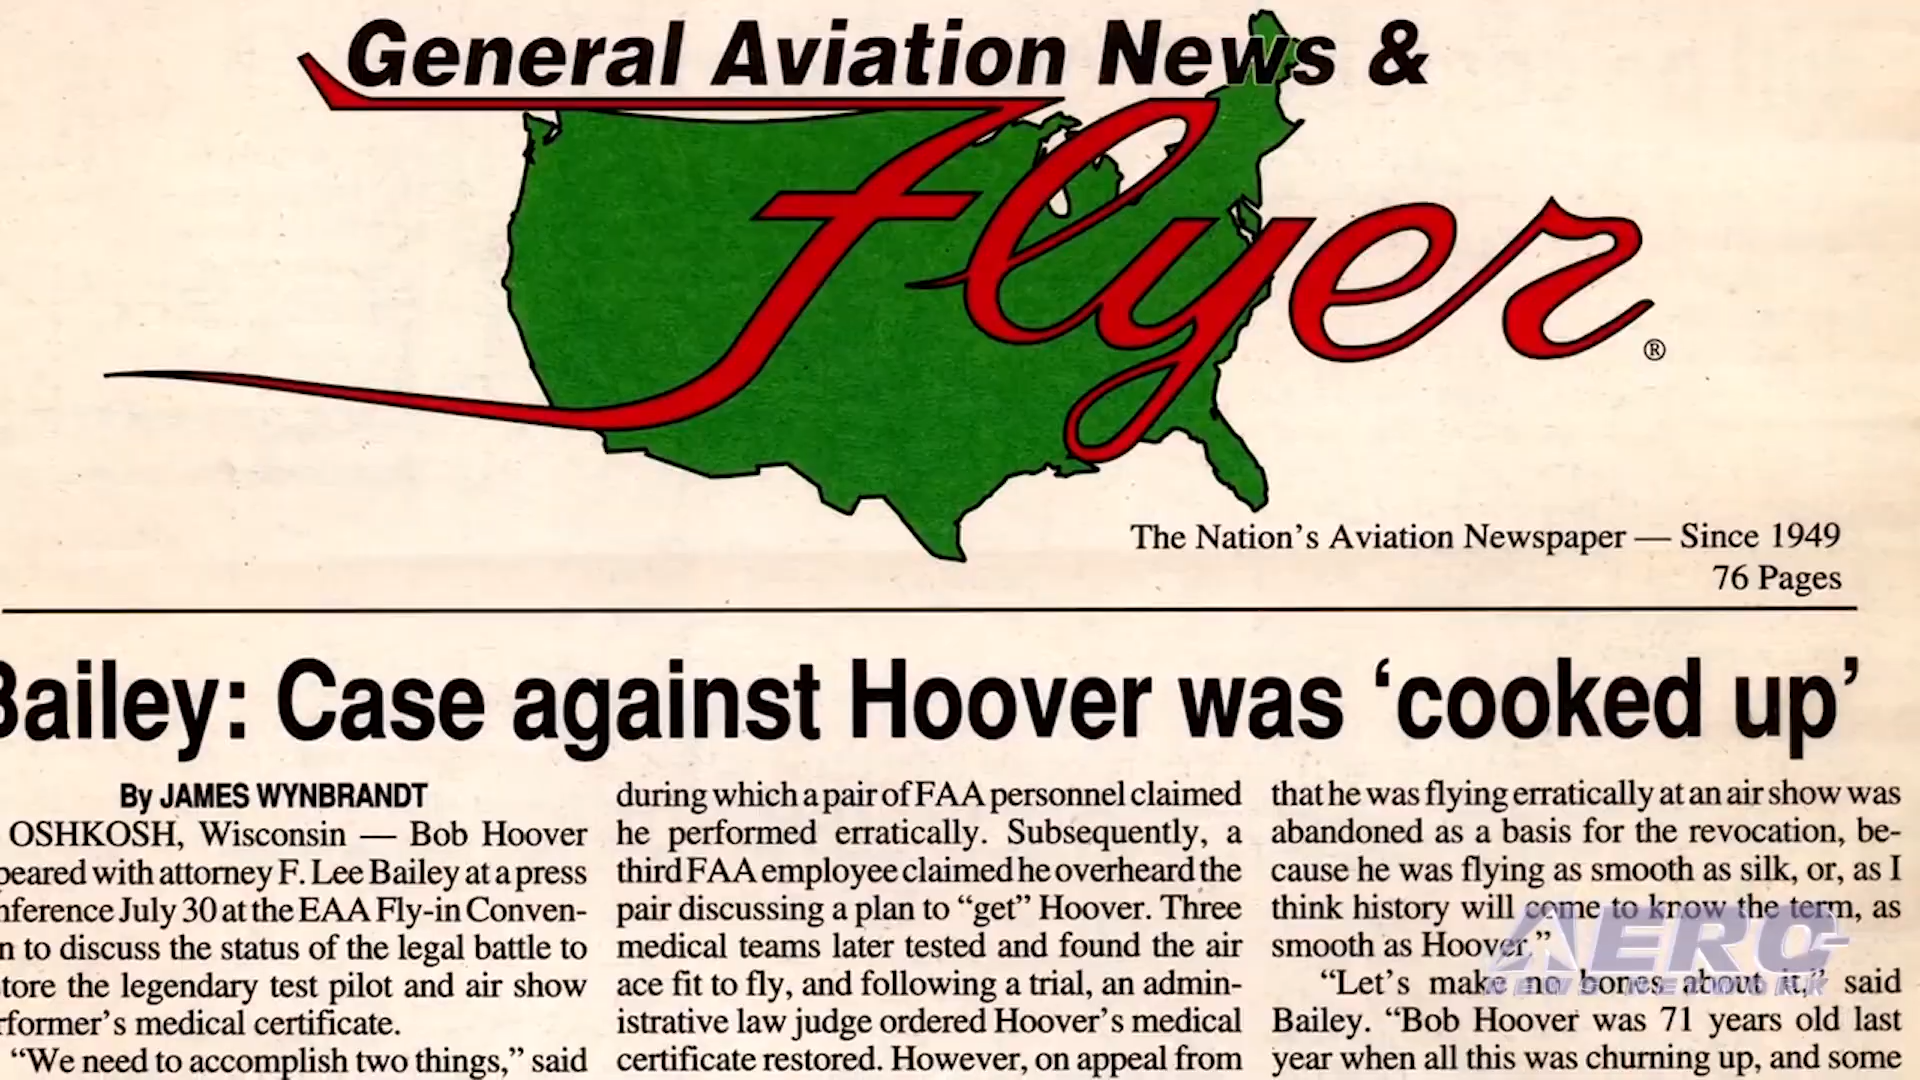 General Aviation News &
Flyer®
The Nation's Aviation Newspaper — Since 1949
76 Pages
Bailey: Case against Hoover was ‘cooked up’
By JAMES WYNBRANDT
OSHKOSH, Wisconsin — Bob Hoover
peared with attorney F. Lee Bailey at a press
nference July 30 at the EAA Fly-in Conven-
n to discuss the status of the legal battle to
tore the legendary test pilot and air show
rformer's medical certificate.
“We need to accomplish two things,” said
during which a pair of FAA personnel claimed
he performed erratically. Subsequently, a
third FAA employee claimed he overheard the
pair discussing a plan to “get” Hoover. Three
medical teams later tested and found the air
ace fit to fly, and following a trial, an admin-
istrative law judge ordered Hoover's medical
certificate restored. However, on appeal from
that he was flying erratically at an air show was
abandoned as a basis for the revocation, be-
cause he was flying as smooth as silk, or, as I
think history will come to know the term, as
smooth as Hoover.”
“Let's make no bones about it,” said
Bailey. “Bob Hoover was 71 years old last
year when all this was churning up, and some
AERO
NEWS NETWORK